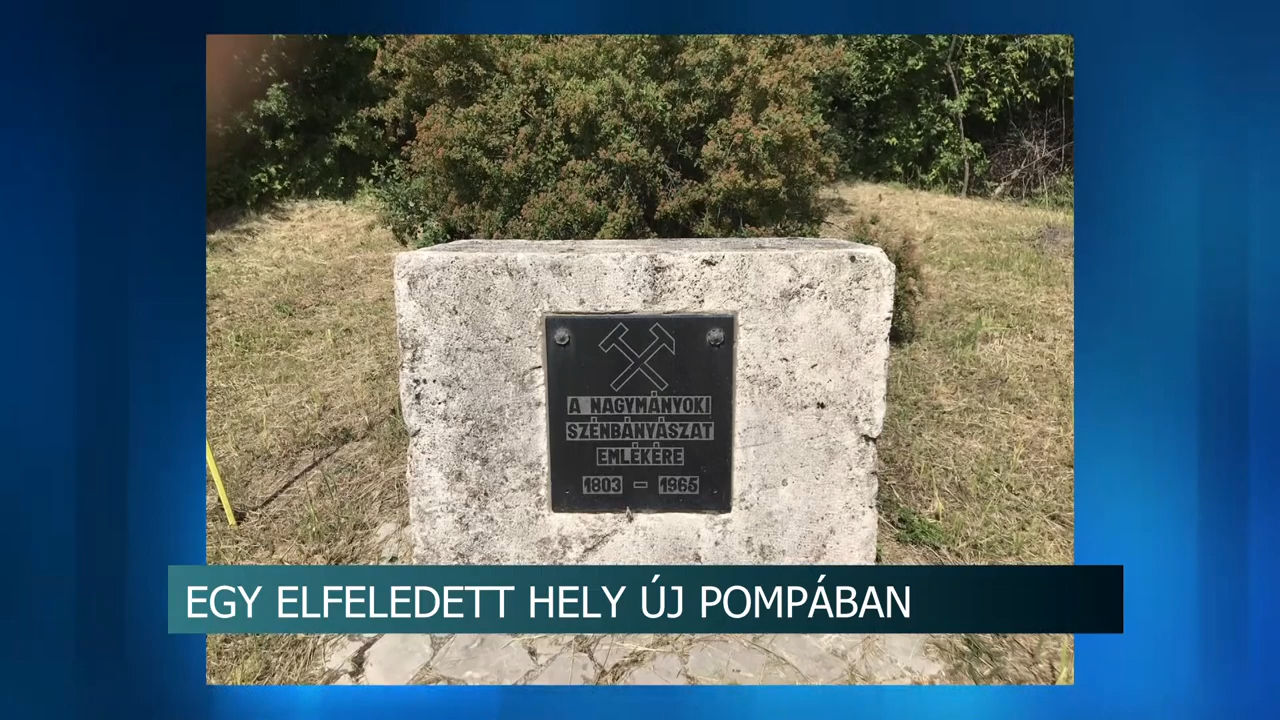 A NAGYMÁNYOKI
SZÉNBÁNYÁSZAT
EMLÉKÉRE
1803 – 1965
EGY ELFELEDETT HELY ÚJ POMPÁBAN